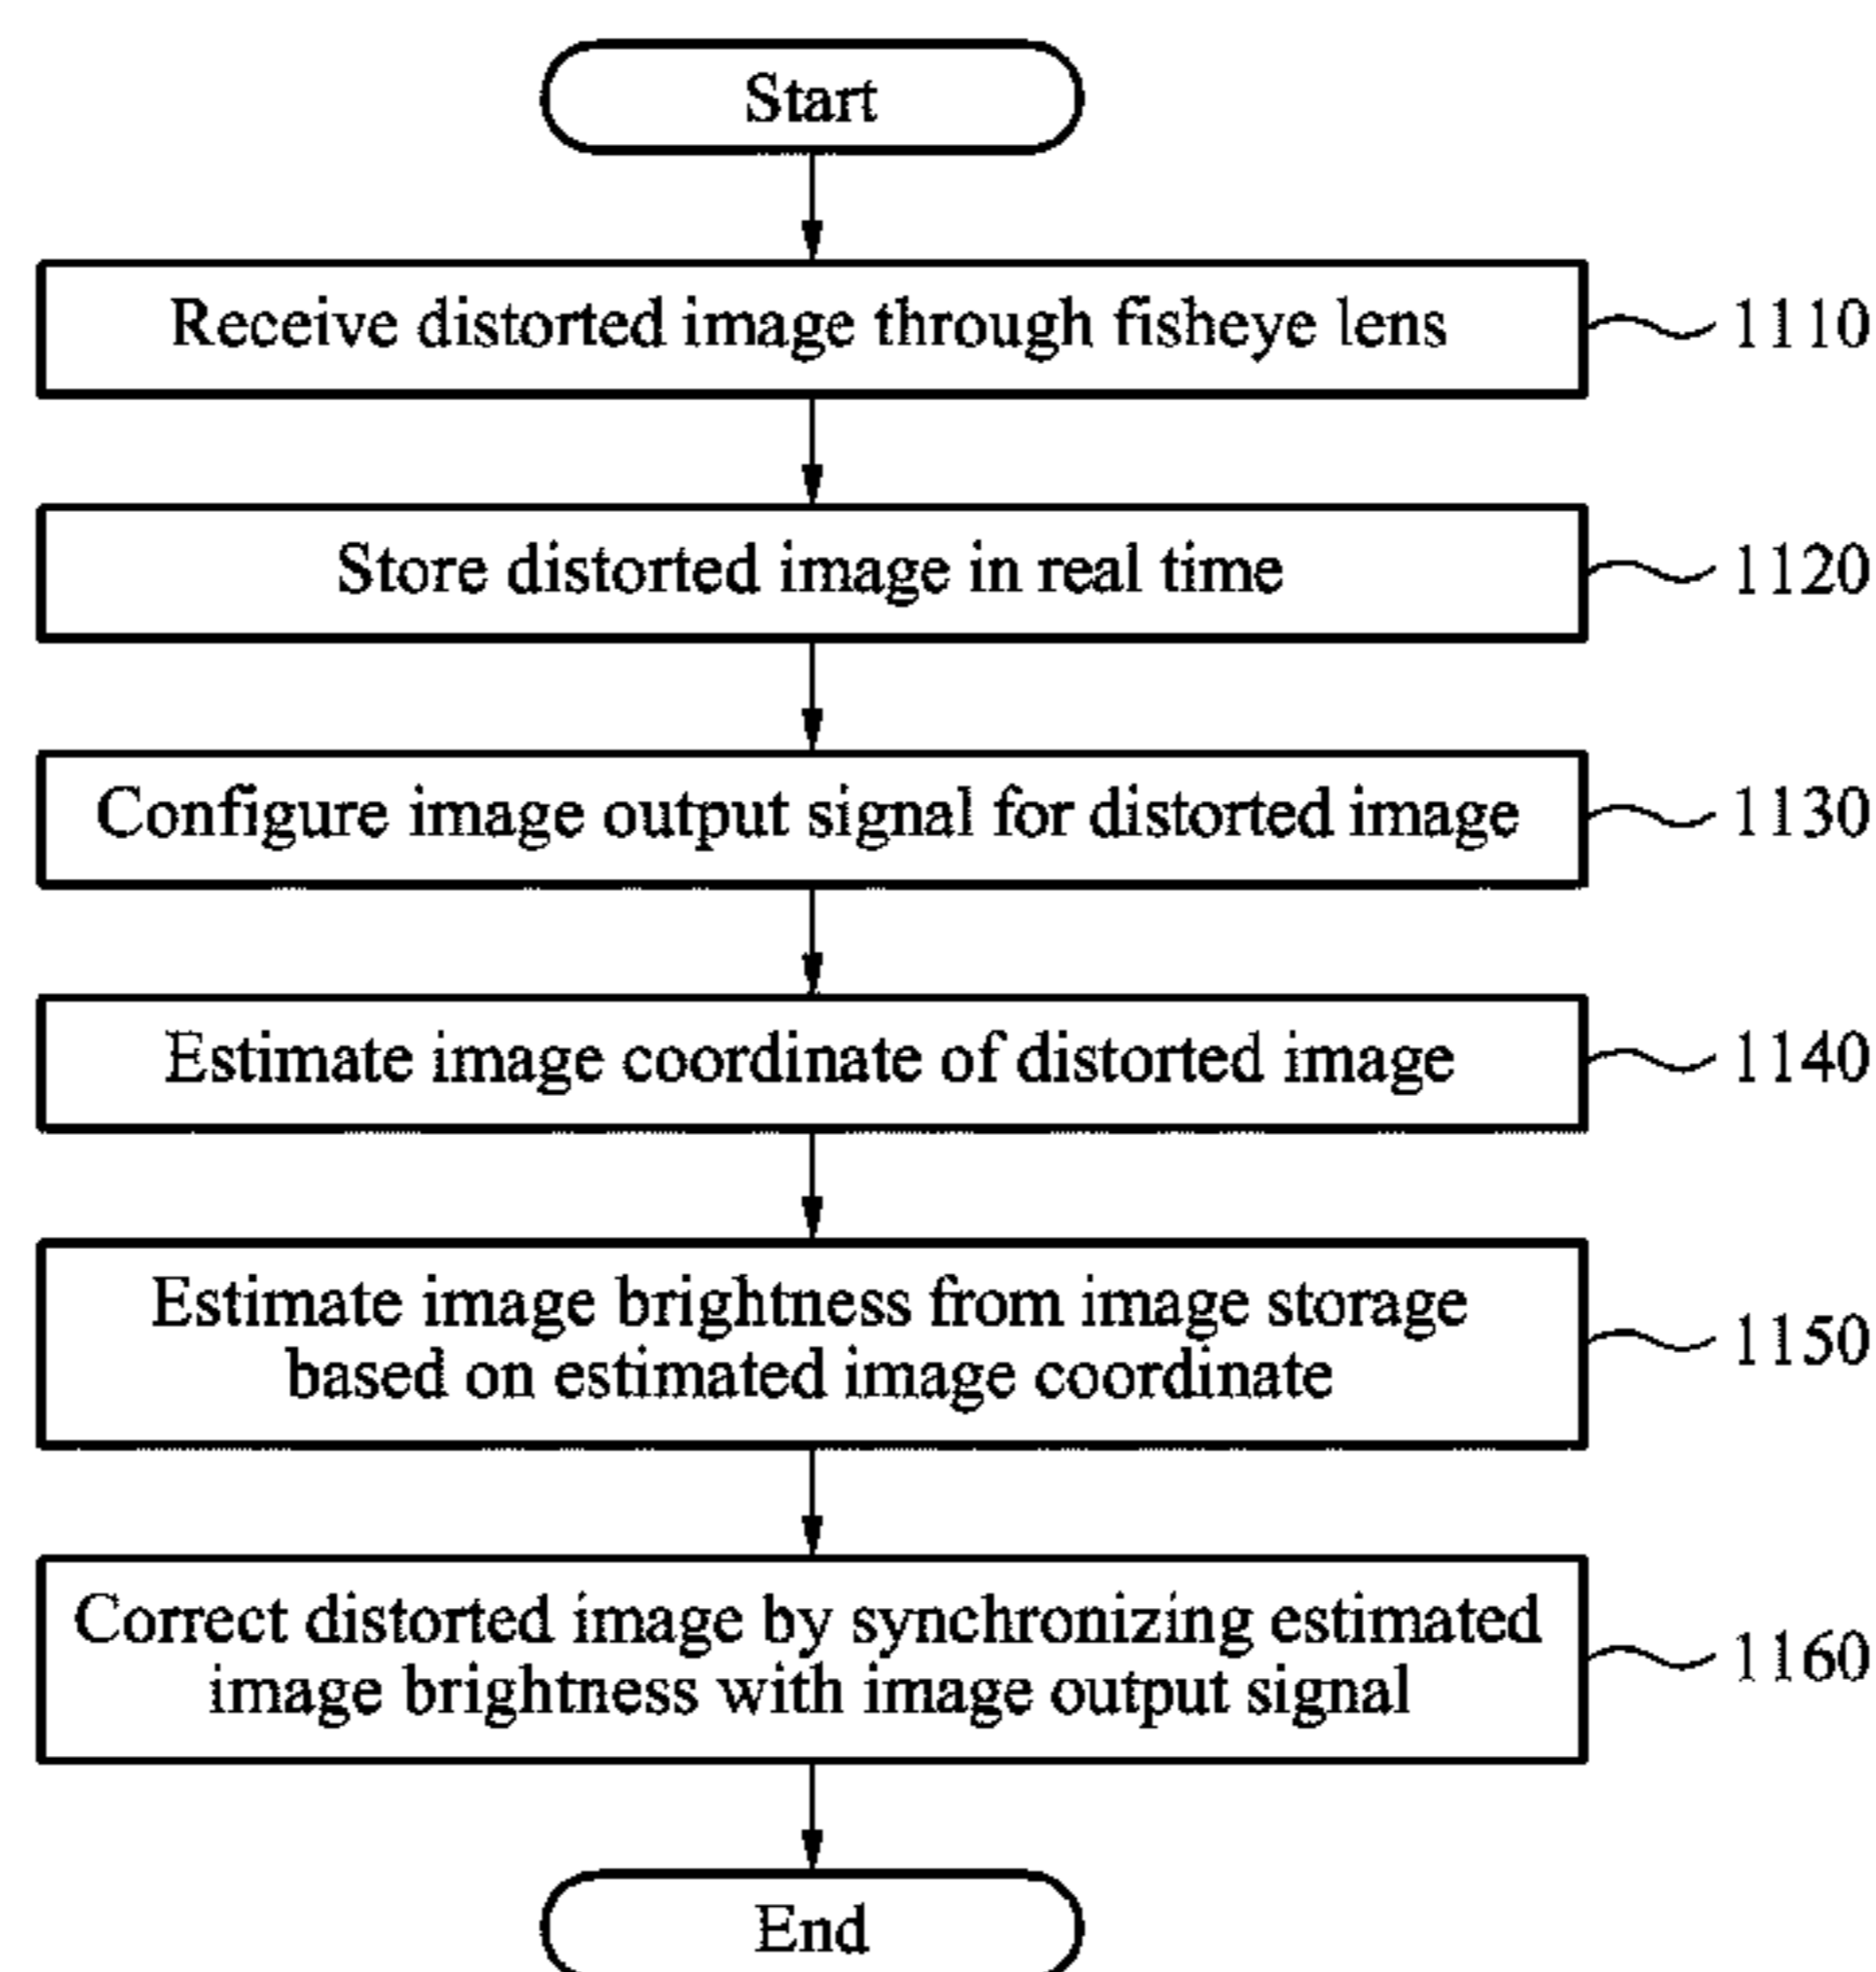 Start
Receive distorted image through fisheye lens
1110
Store distorted image in real time
1120
Configure image output signal for distorted image
1130
Estimate image coordinate of distorted image
1140
Estimate image brightness from image storage
based on estimated image coordinate
1150
Correct distorted image by synchronizing estimated
image brightness with image output signal
1160
End